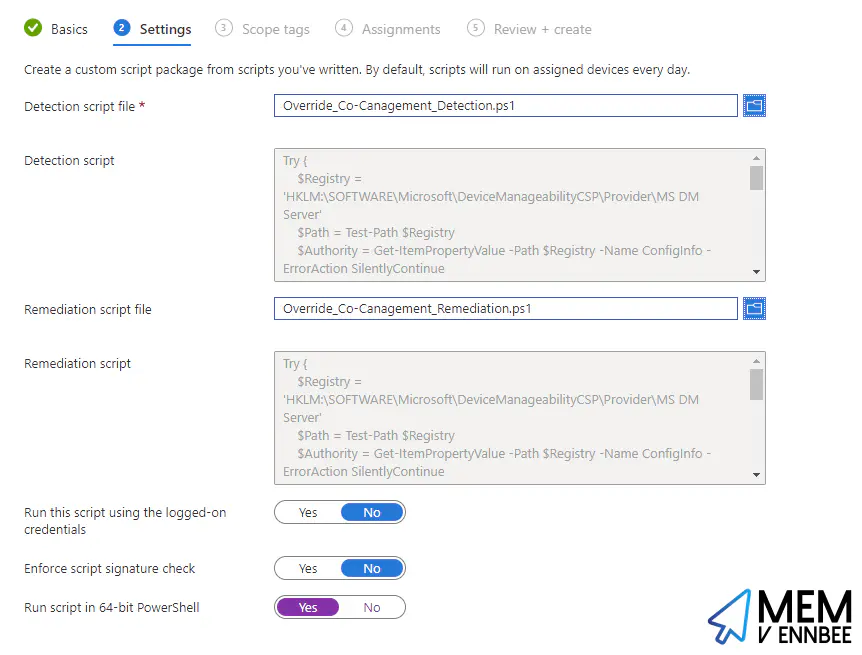 Basics 2 Settings 3 Scope tags 4 Assignments 5 Review + create
Create a custom script package from scripts you've written. By default, scripts will run on assigned devices every day.
Detection script file * Override_Co-Canagement_Detection.ps1
Detection script
Try {
$Registry =
'HKLM:\SOFTWARE\Microsoft\DeviceManageabilityCSP\Provider\MS DM
Server'
$Path = Test-Path $Registry
$Authority = Get-ItemPropertyValue -Path $Registry -Name ConfigInfo -
ErrorAction SilentlyContinue
Remediation script file Override_Co-Canagement_Remediation.ps1
Remediation script
Try {
$Registry =
'HKLM:\SOFTWARE\Microsoft\DeviceManageabilityCSP\Provider\MS DM
Server'
$Path = Test-Path $Registry
$Authority = Get-ItemPropertyValue -Path $Registry -Name ConfigInfo -
ErrorAction SilentlyContinue
Run this script using the logged-on
credentials
Yes No
Enforce script signature check Yes No
Run script in 64-bit PowerShell Yes No
MEM
V ENNBEE